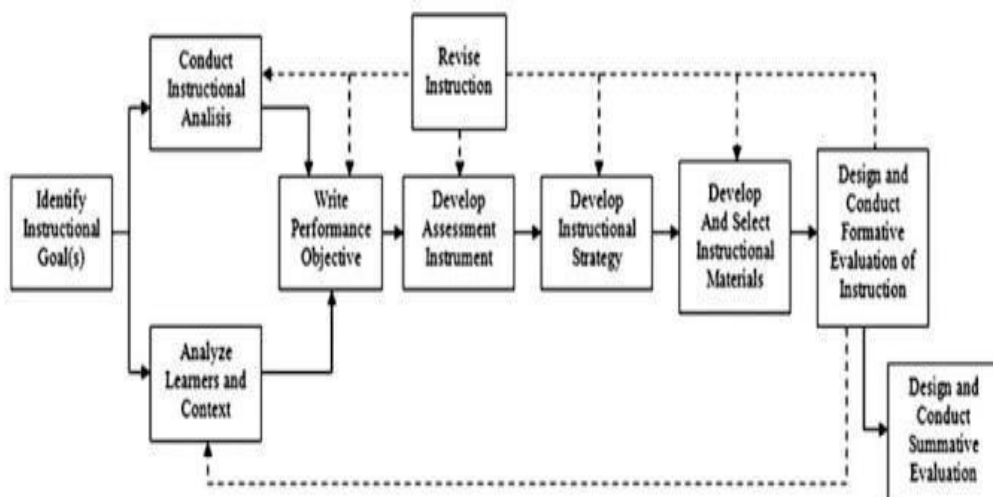 Conduct
Instructional
Analisis
Revise
Instruction
Identify
Instructional
Goal(s)
Write
Performance
Objective
Develop
Assessment
Instrument
Develop
Instructional
Strategy
Develop
And Select
Instructional
Materials
Design and
Conduct
Formative
Evaluation of
Instruction
Analyze
Learners and
Context
Design and
Conduct
Summative
Evaluation